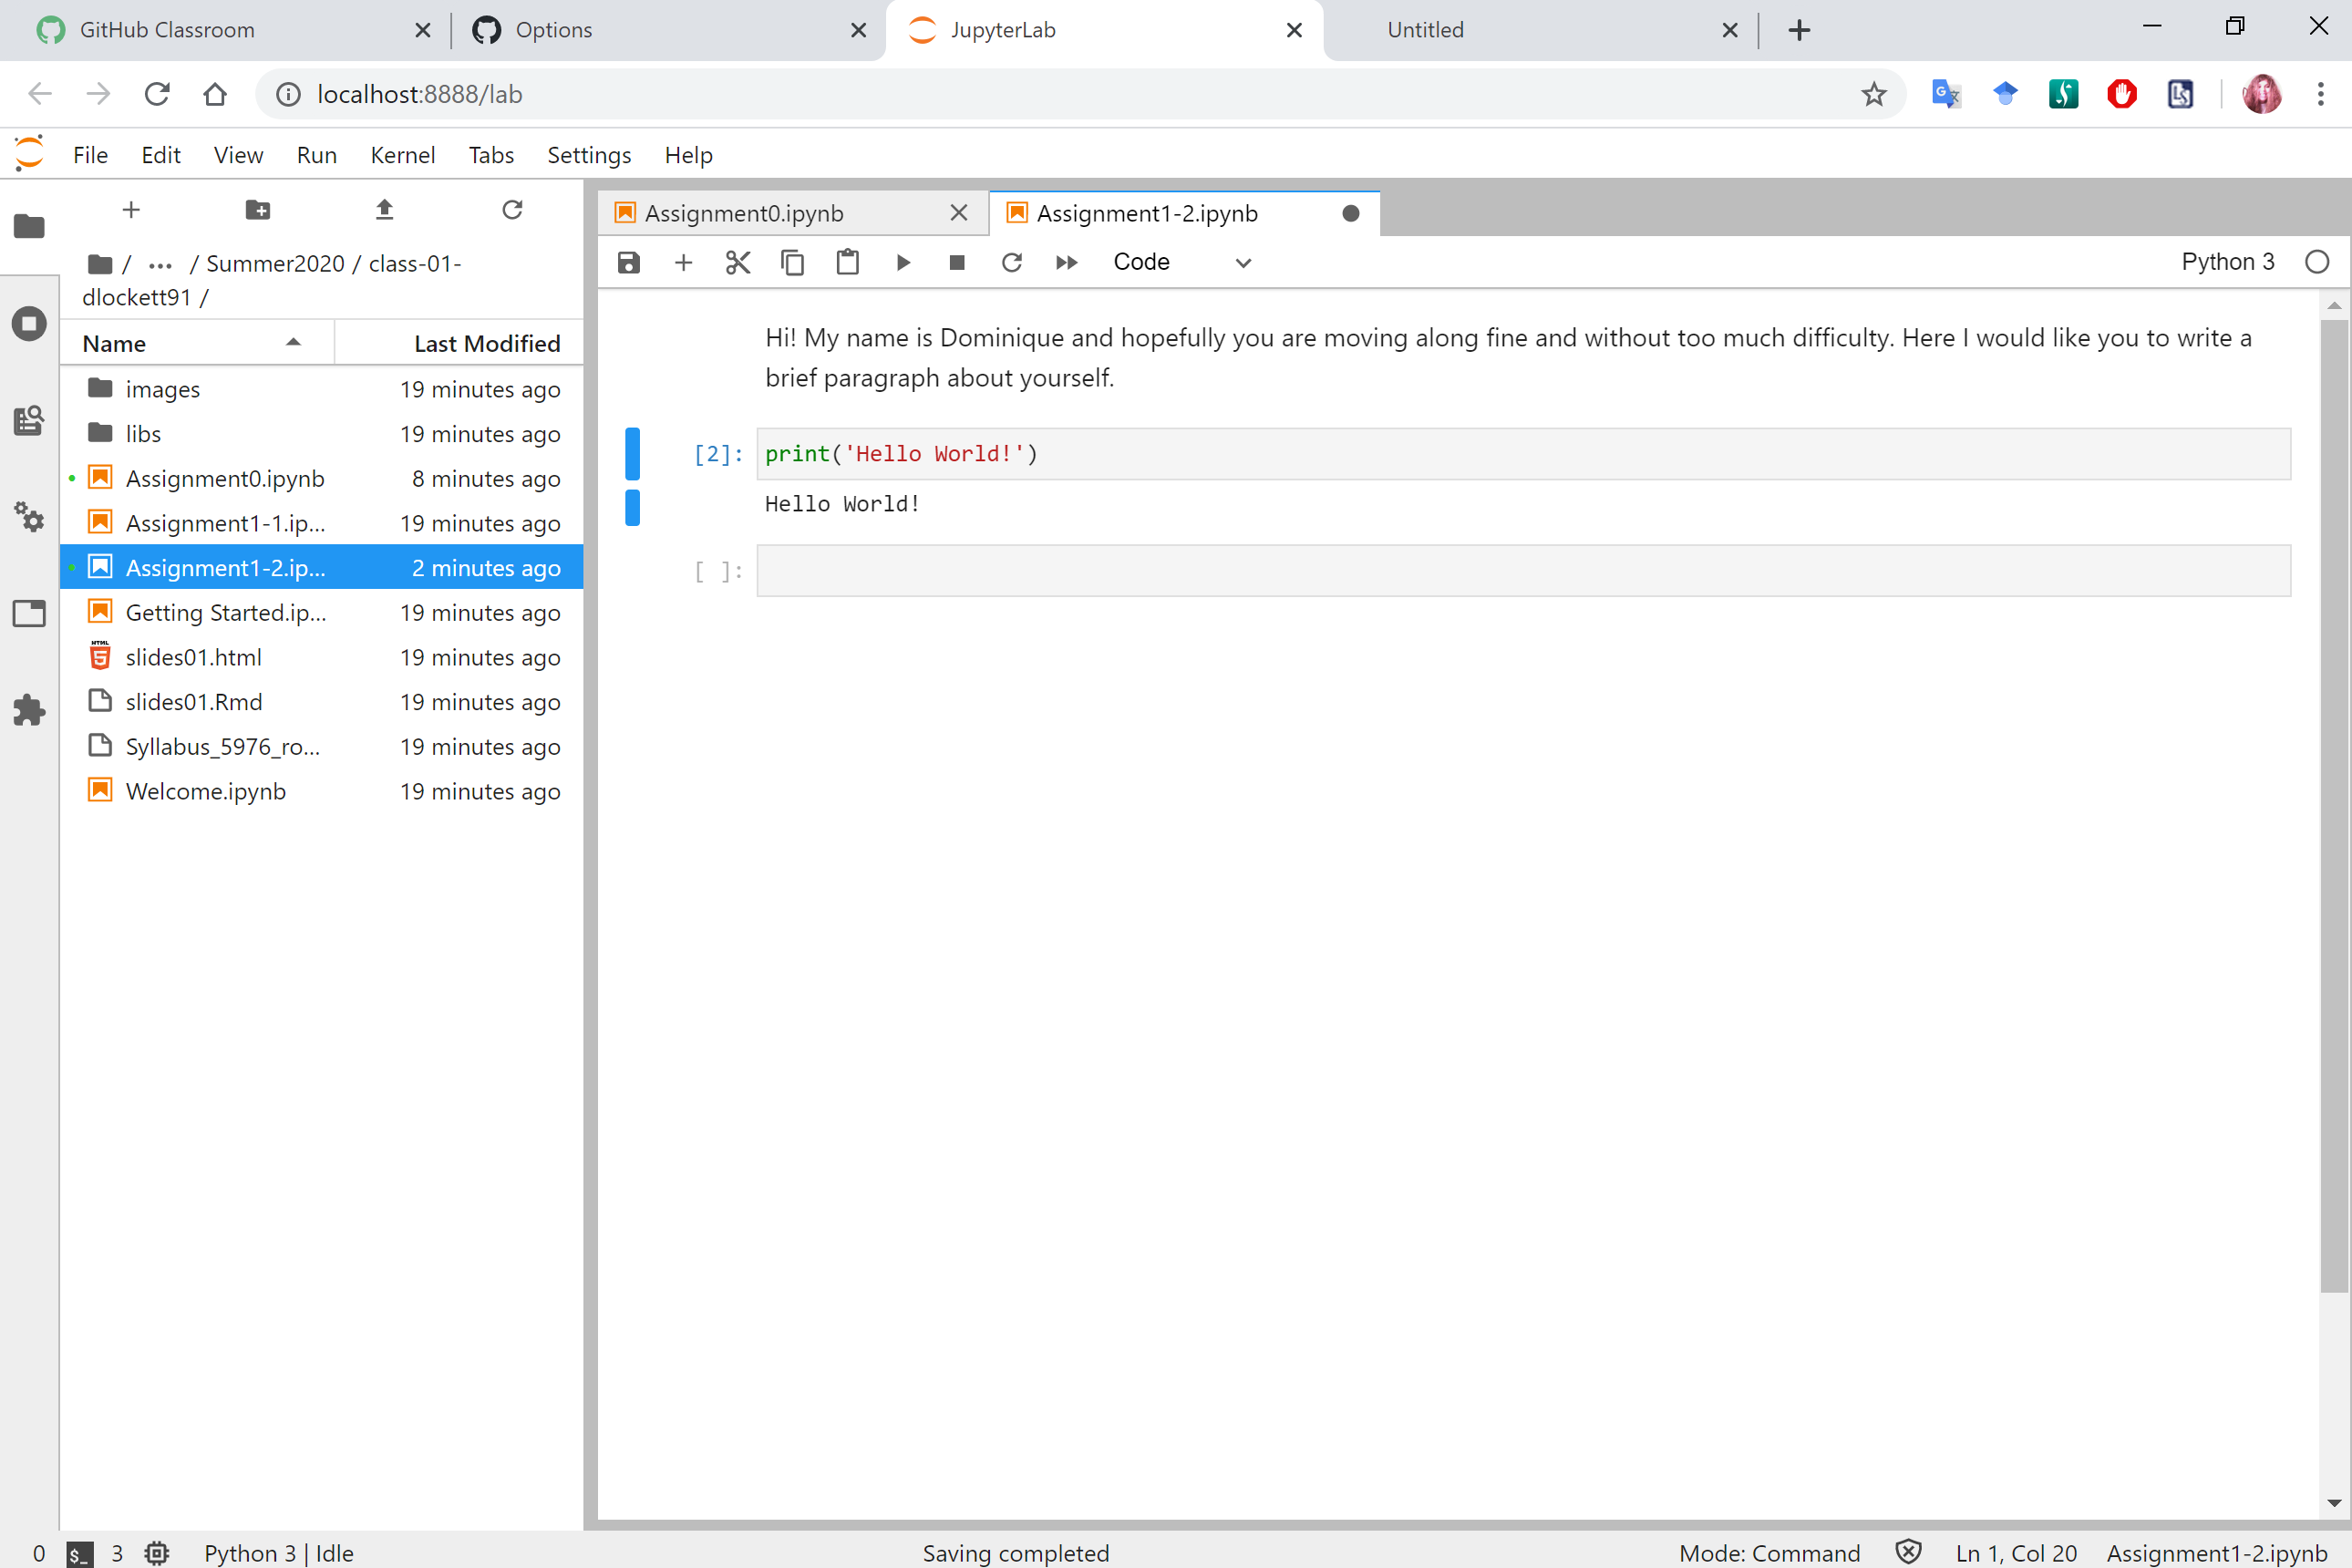 GitHub Classroom
Options
JupyterLab
Untitled
localhost:8888/lab
File Edit View Run Kernel Tabs Settings Help
/ ... / Summer2020 / class-01-
dlockett91 /
Name Last Modified
images 19 minutes ago
libs 19 minutes ago
Assignment0.ipynb 8 minutes ago
Assignment1-1.ip... 19 minutes ago
Assignment1-2.ip... 2 minutes ago
Getting Started.ip... 19 minutes ago
slides01.html 19 minutes ago
slides01.Rmd 19 minutes ago
Syllabus_5976_ro... 19 minutes ago
Welcome.ipynb 19 minutes ago
Assignment0.ipynb
Assignment1-2.ipynb
Code
Python 3
Hi! My name is Dominique and hopefully you are moving along fine and without too much difficulty. Here I would like you to write a
brief paragraph about yourself.
[2]: print('Hello World!')
Hello World!
[ ]:
0 $_ 3 Python 3 | Idle
Saving completed
Mode: Command Ln 1, Col 20 Assignment1-2.ipynb